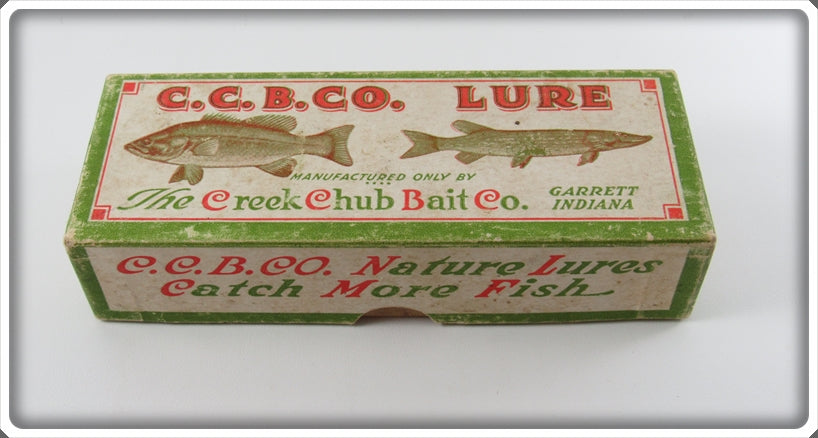 C.C.B.CO. LURE
MANUFACTURED ONLY BY
The Creek Chub Bait Co.
GARRETT
INDIANA
C.C.B.CO. Nature Lures
Catch More Fish